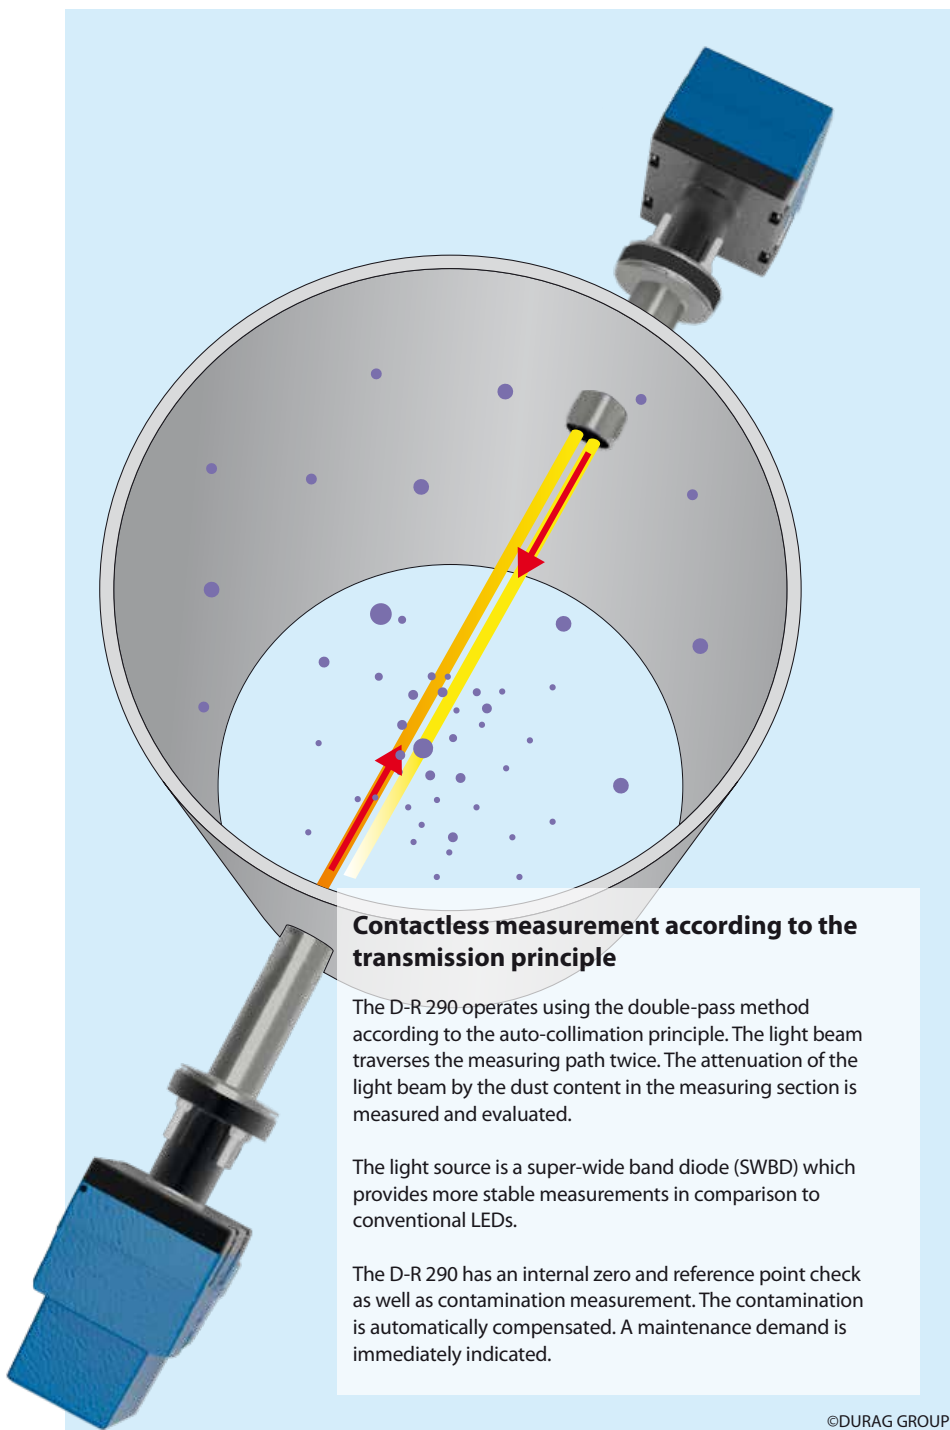 Contactless measurement according to the
transmission principle
The D-R 290 operates using the double-pass method
according to the auto-collimation principle. The light beam
traverses the measuring path twice. The attenuation of the
light beam by the dust content in the measuring section is
measured and evaluated.
The light source is a super-wide band diode (SWBD) which
provides more stable measurements in comparison to
conventional LEDs.
The D-R 290 has an internal zero and reference point check
as well as contamination measurement. The contamination
is automatically compensated. A maintenance demand is
immediately indicated.
©DURAG GROUP